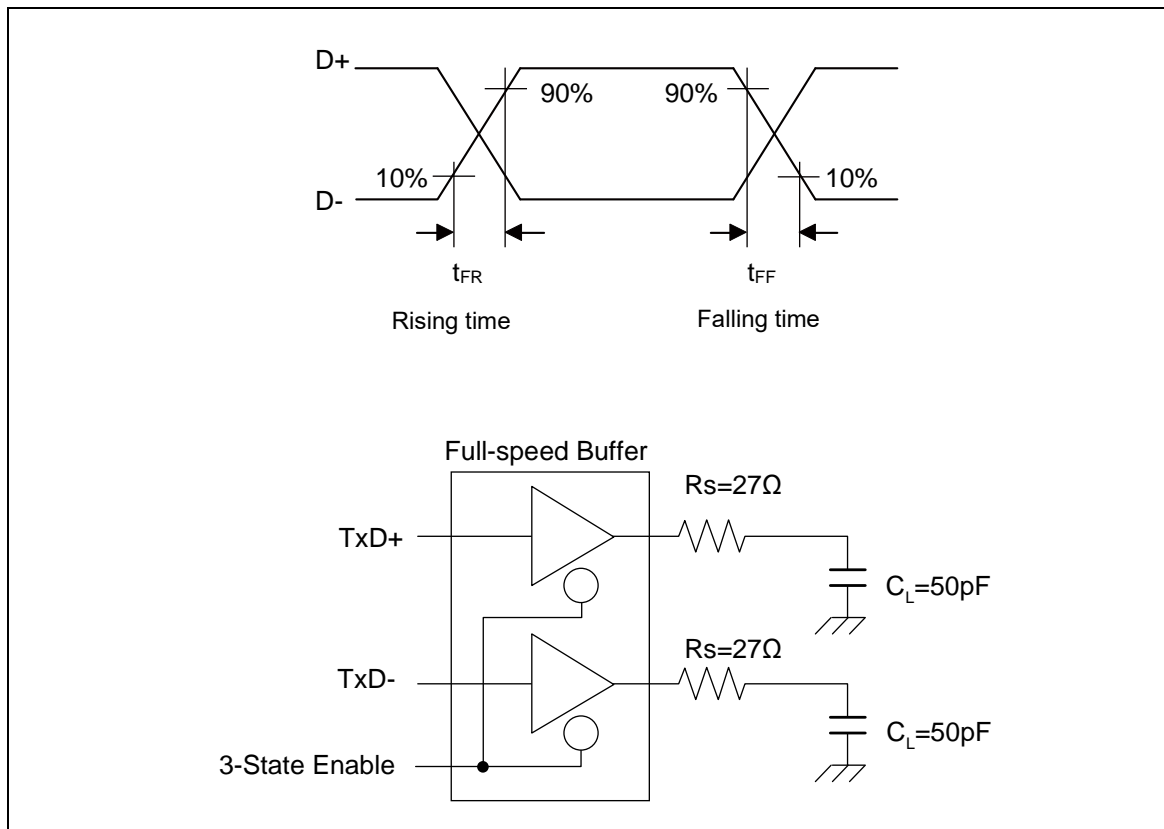 D+
90% 90%
10% 10%
D-
tFR tFF
Rising time Falling time
Full-speed Buffer
Rs=27Ω
TxD+
CL=50pF
Rs=27Ω
TxD-
CL=50pF
3-State Enable